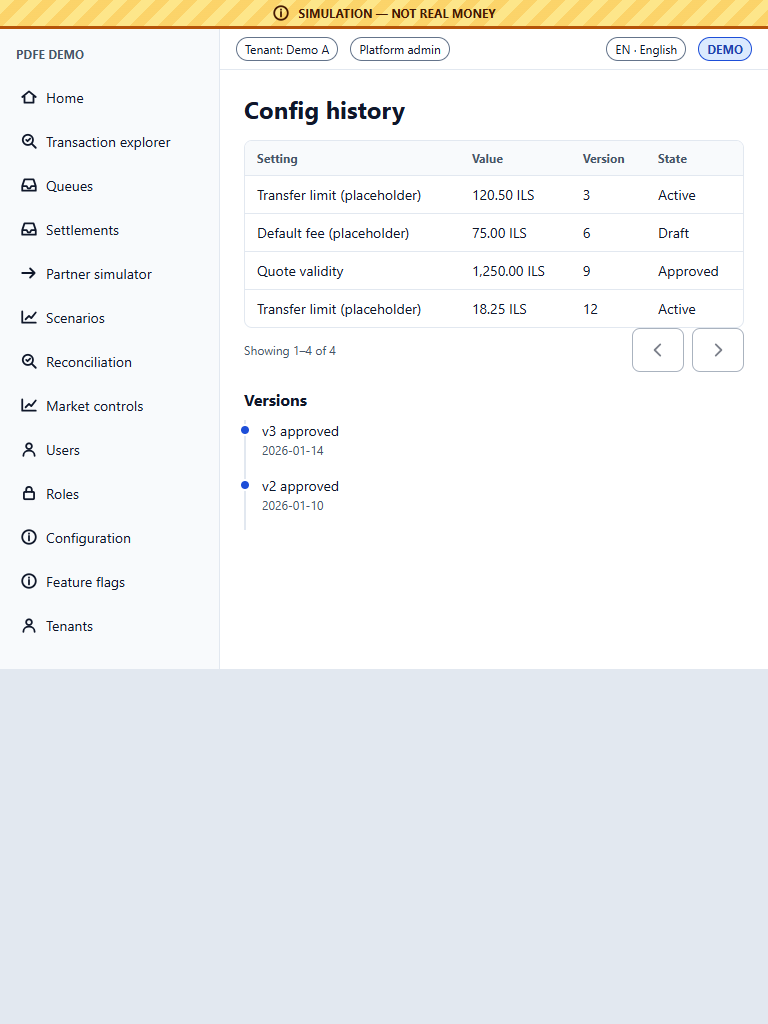 SIMULATION — NOT REAL MONEY
PDFE DEMO
Tenant: Demo A
Platform admin
EN · English
DEMO
Home
Transaction explorer
Queues
Settlements
Partner simulator
Scenarios
Reconciliation
Market controls
Users
Roles
Configuration
Feature flags
Tenants
Config history
Setting Value Version State
Transfer limit (placeholder) 120.50 ILS 3 Active
Default fee (placeholder) 75.00 ILS 6 Draft
Quote validity 1,250.00 ILS 9 Approved
Transfer limit (placeholder) 18.25 ILS 12 Active
Showing 1–4 of 4
Versions
v3 approved
2026-01-14
v2 approved
2026-01-10